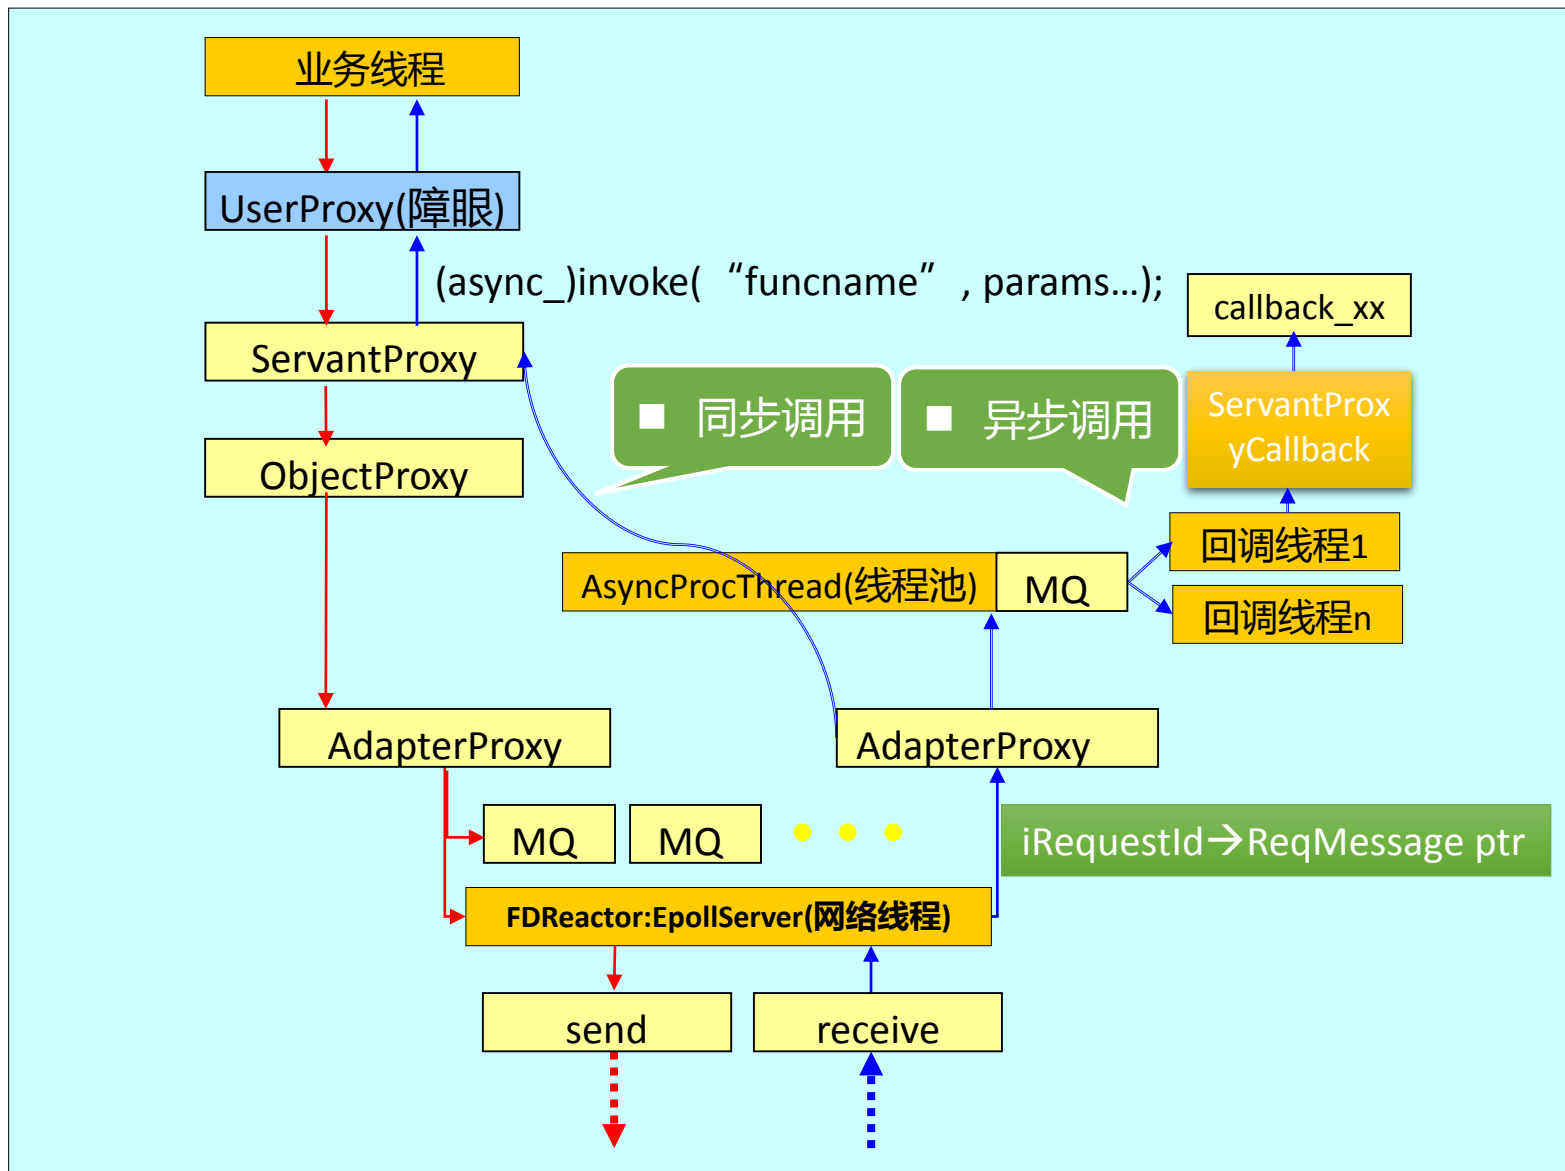 业务线程
UserProxy(障眼)
(async_)invoke( “funcname” , params…);
callback_xx
ServantProxy
■ 同步调用
■ 异步调用
ServantProx
yCallback
ObjectProxy
回调线程1
AsyncProcThread(线程池)
MQ
回调线程n
AdapterProxy
AdapterProxy
MQ
MQ
iRequestId→ReqMessage ptr
FDReactor:EpollServer(网络线程)
send
receive